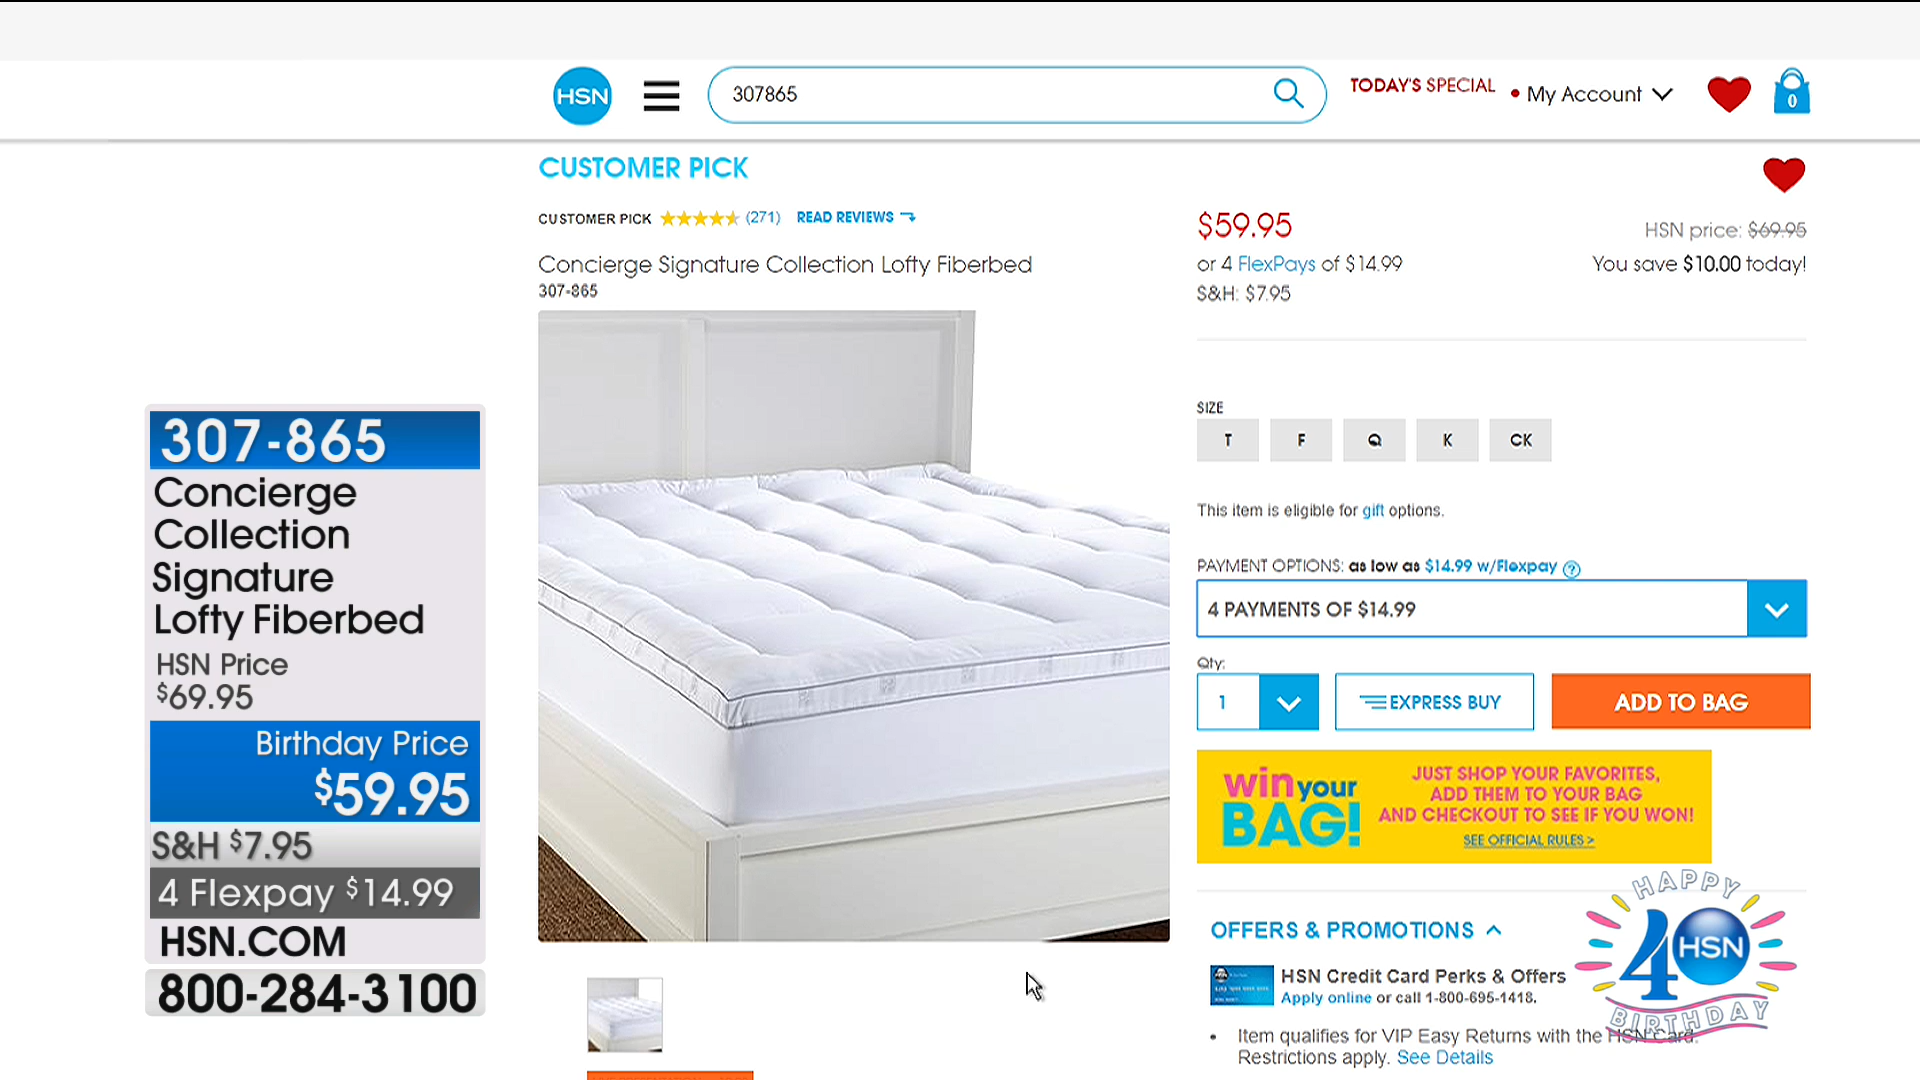 HSN
307865
TODAY'S SPECIAL
• My Account
0
CUSTOMER PICK
CUSTOMER PICK (271) READ REVIEWS
Concierge Signature Collection Lofty Fiberbed
307-865
$59.95
HSN price: $69.95
or 4 FlexPays of $14.99
You save $10.00 today!
S&H: $7.95
SIZE
T F Q K CK
This item is eligible for gift options.
PAYMENT OPTIONS: as low as $14.99 w/Flexpay ?
4 PAYMENTS OF $14.99
Qty:
1
EXPRESS BUY
ADD TO BAG
win your
BAG!
JUST SHOP YOUR FAVORITES,
ADD THEM TO YOUR BAG
AND CHECKOUT TO SEE IF YOU WON!
SEE OFFICIAL RULES >
OFFERS & PROMOTIONS
HSN Credit Card Perks & Offers
Apply online or call 1-800-695-1418.
• Item qualifies for VIP Easy Returns with the HSN Card.
Restrictions apply. See Details
HAPPY
40 HSN
BIRTHDAY
307-865
Concierge
Collection
Signature
Lofty Fiberbed
HSN Price
$69.95
Birthday Price
$59.95
S&H $7.95
4 Flexpay $14.99
HSN.COM
800-284-3100